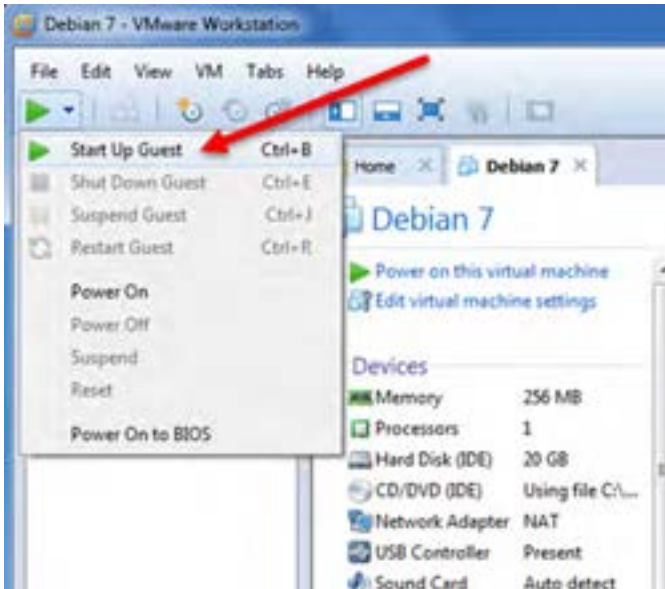 Debian 7 - VMware Workstation
File Edit View VM Tabs Help
Start Up Guest Ctrl+B
Shut Down Guest Ctrl+E
Suspend Guest Ctrl+J
Restart Guest Ctrl+R
Power On
Power Off
Suspend
Reset
Power On to BIOS
Home Debian 7
Debian 7
Power on this virtual machine
Edit virtual machine settings
Devices
Memory 256 MB
Processors 1
Hard Disk (IDE) 20 GB
CD/DVD (IDE) Using file C:\...
Network Adapter NAT
USB Controller Present
Sound Card Auto detect